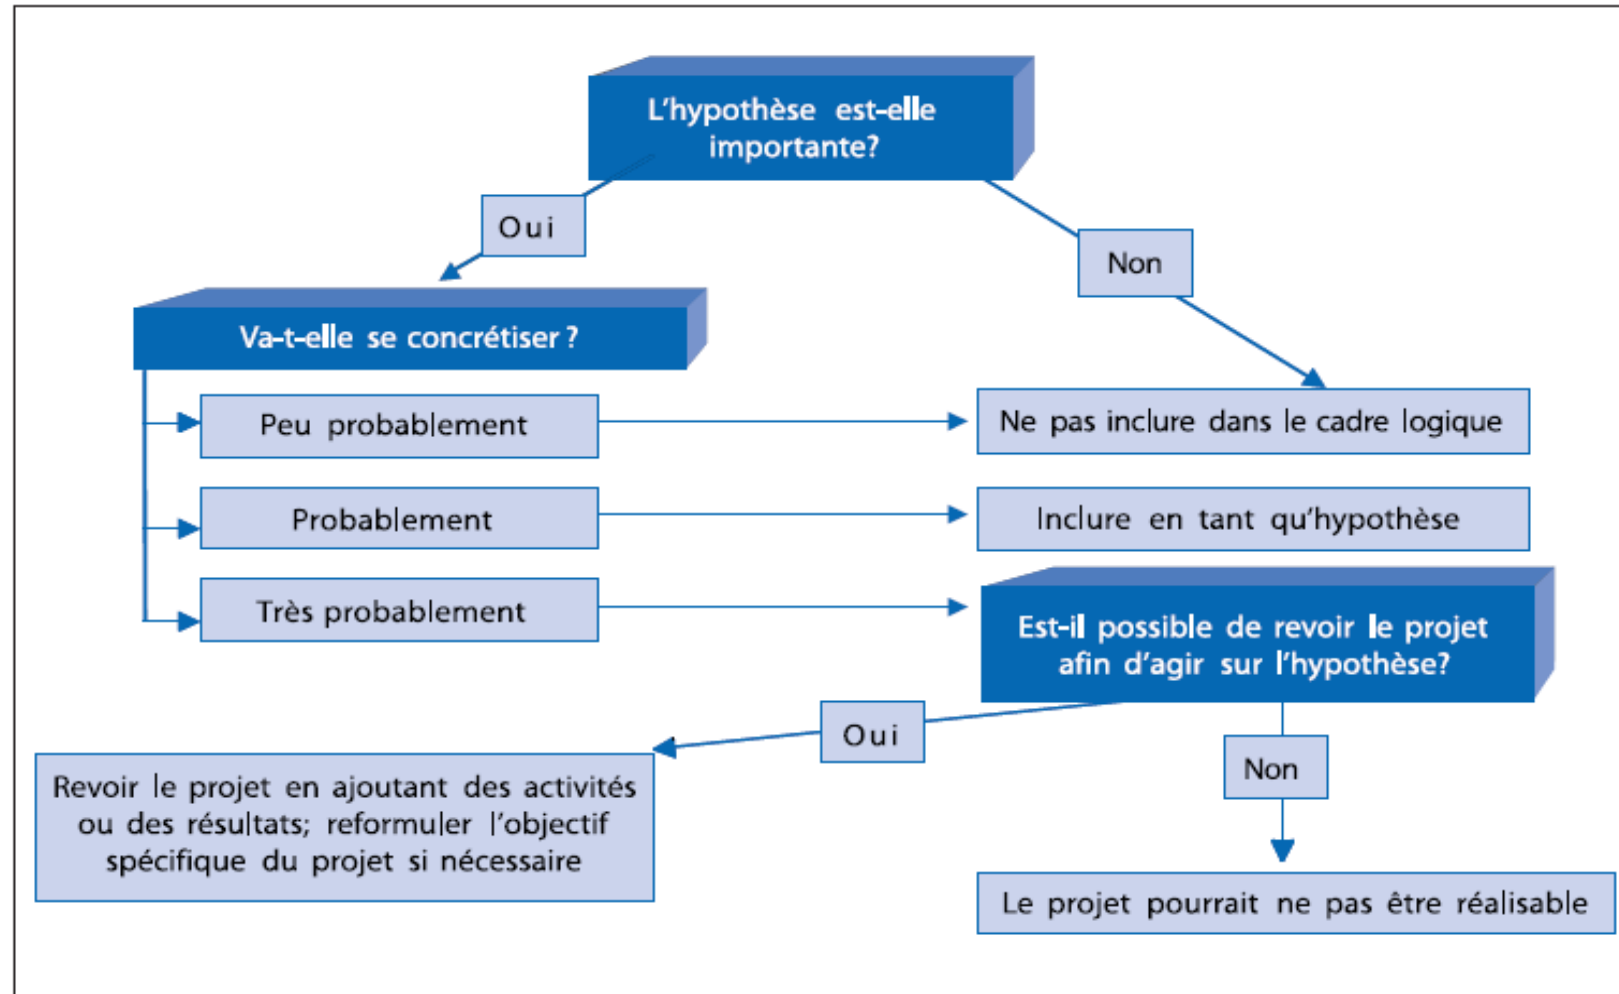 L'hypothèse est-elle
importante?
Oui
Non
Va-t-elle se concrétiser ?
Peu probablement
Ne pas inclure dans le cadre logique
Probablement
Inclure en tant qu'hypothèse
Très probablement
Est-il possible de revoir le projet
afin d'agir sur l'hypothèse?
Oui
Non
Revoir le projet en ajoutant des activités
ou des résultats; reformuler l'objectif
spécifique du projet si nécessaire
Le projet pourrait ne pas être réalisable